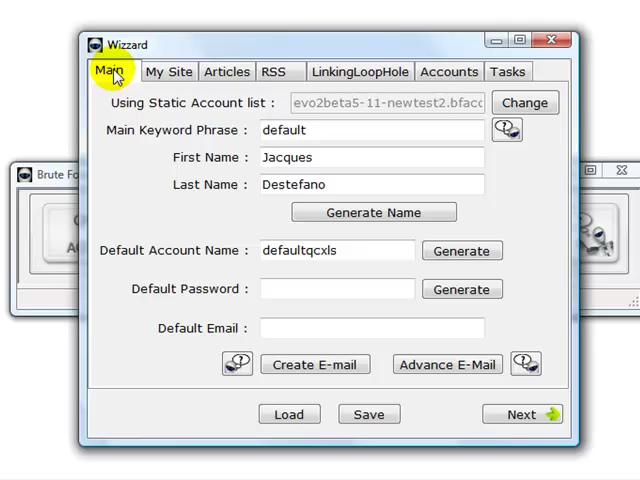 Wizzard
Main My Site Articles RSS LinkingLoopHole Accounts Tasks
Using Static Account list : evo2beta5-11-newtest2.bfacc Change
Main Keyword Phrase : default
First Name : Jacques
Last Name : Destefano
Generate Name
Default Account Name : defaultqcxls Generate
Default Password : Generate
Default Email :
Create E-mail Advance E-Mail
Load Save Next
Brute Fo